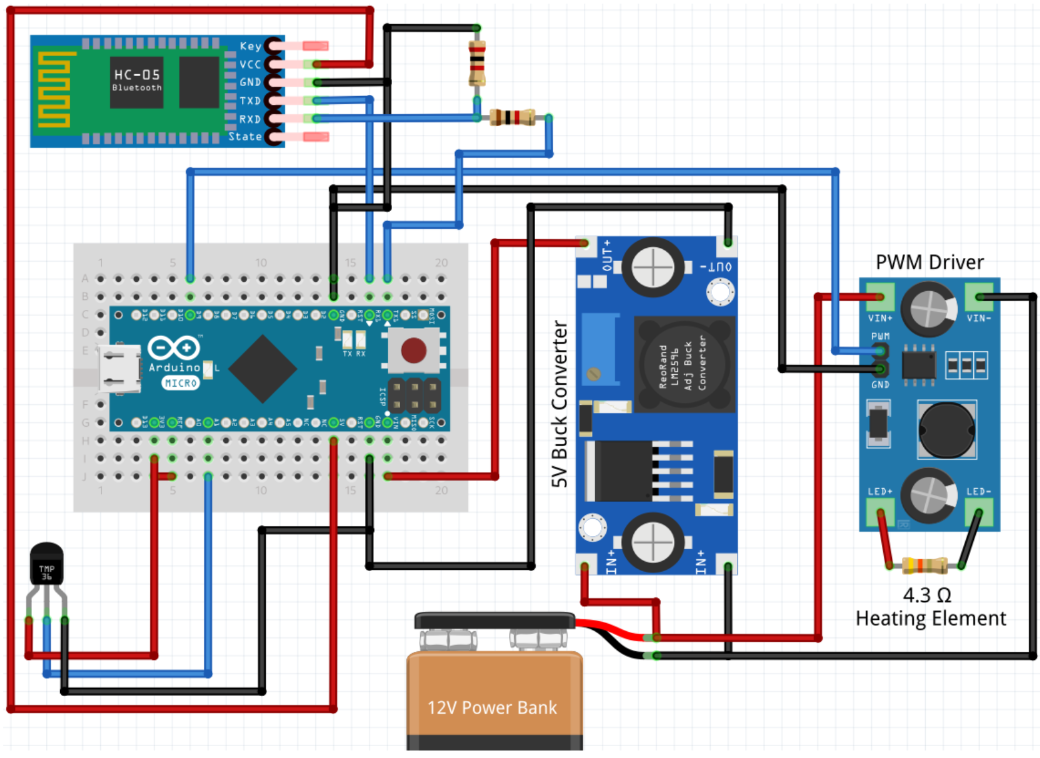 Key
VCC
HC-05
Bluetooth
GND
TXD
RXD
State
PWM Driver
1 5 10 15 20
A
B
C
D
E
F
G
H
I
J
1 5 10 15 20
Arduino™
MICRO
L
TX RX
ICSP
OUT+
OUT-
5V Buck Converter
ReoRand
LM2596
Adj Buck
Converter
IN+
IN+
VIN+
VIN-
PWM
GND
LED+
LED-
4.3 Ω
Heating Element
TMP
36
12V Power Bank